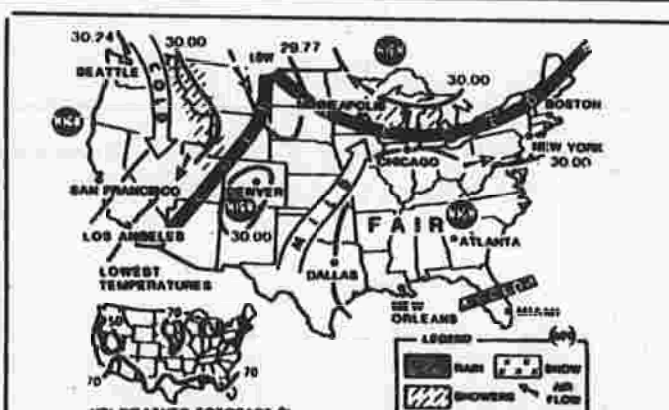 30.24
30.00
LOW
29.77
SEATTLE
COLD
MINNEAPOLIS
30.00
BOSTON
NEW YORK
30.00
CHICAGO
SAN FRANCISCO
DENVER
30.00
LOS ANGELES
MILD
FAIR
ATLANTA
LOWEST
TEMPERATURES
DALLAS
NEW
ORLEANS
MIAMI
50
70
70
70
LEGEND
RAIN
SNOW
SHOWERS
AIR
FLOW